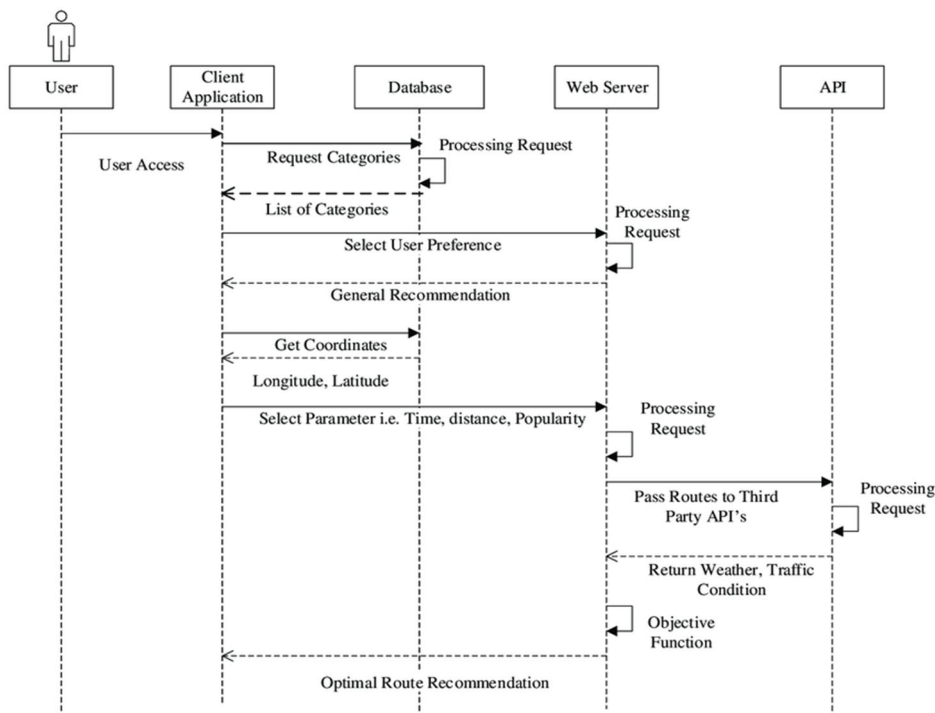 User
Client
Application
Database
Web Server
API
User Access
Request Categories
Processing Request
List of Categories
Select User Preference
Processing
Request
General Recommendation
Get Coordinates
Longitude, Latitude
Select Parameter i.e. Time, distance, Popularity
Processing
Request
Pass Routes to Third
Party API's
Processing
Request
Return Weather, Traffic
Condition
Objective
Function
Optimal Route Recommendation